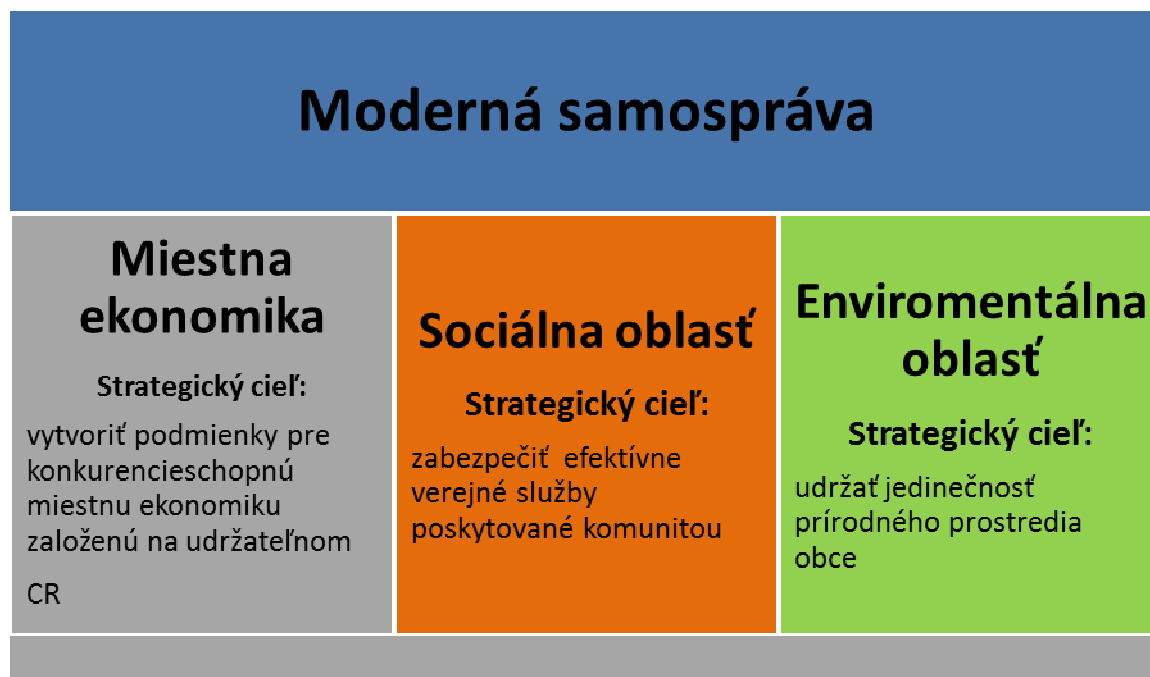 Moderná samospráva
Miestna
ekonomika
Strategický cieľ:
vytvoriť podmienky pre
konkurencieschopnú
miestnu ekonomiku
založenú na udržateľnom
CR
Sociálna oblasť
Strategický cieľ:
zabezpečiť efektívne
verejné služby
poskytované komunitou
Enviromentálna
oblasť
Strategický cieľ:
udržať jedinečnosť
prírodného prostredia
obce